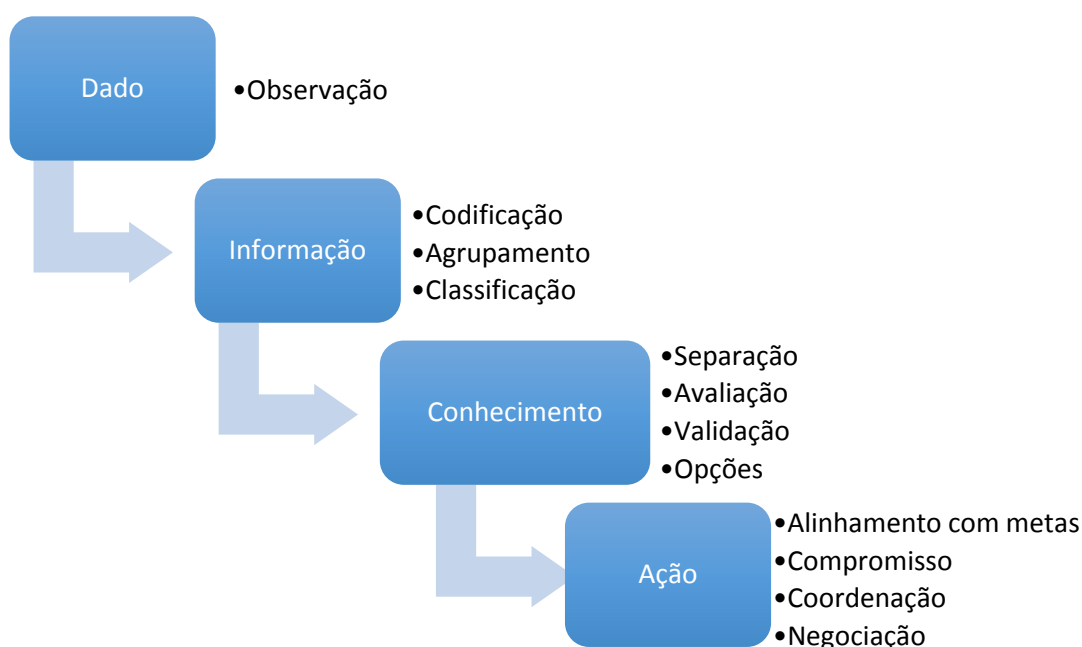 Dado
•Observação
Informação
•Codificação
•Agrupamento
•Classificação
Conhecimento
•Separação
•Avaliação
•Validação
•Opções
Ação
•Alinhamento com metas
•Compromisso
•Coordenação
•Negociação